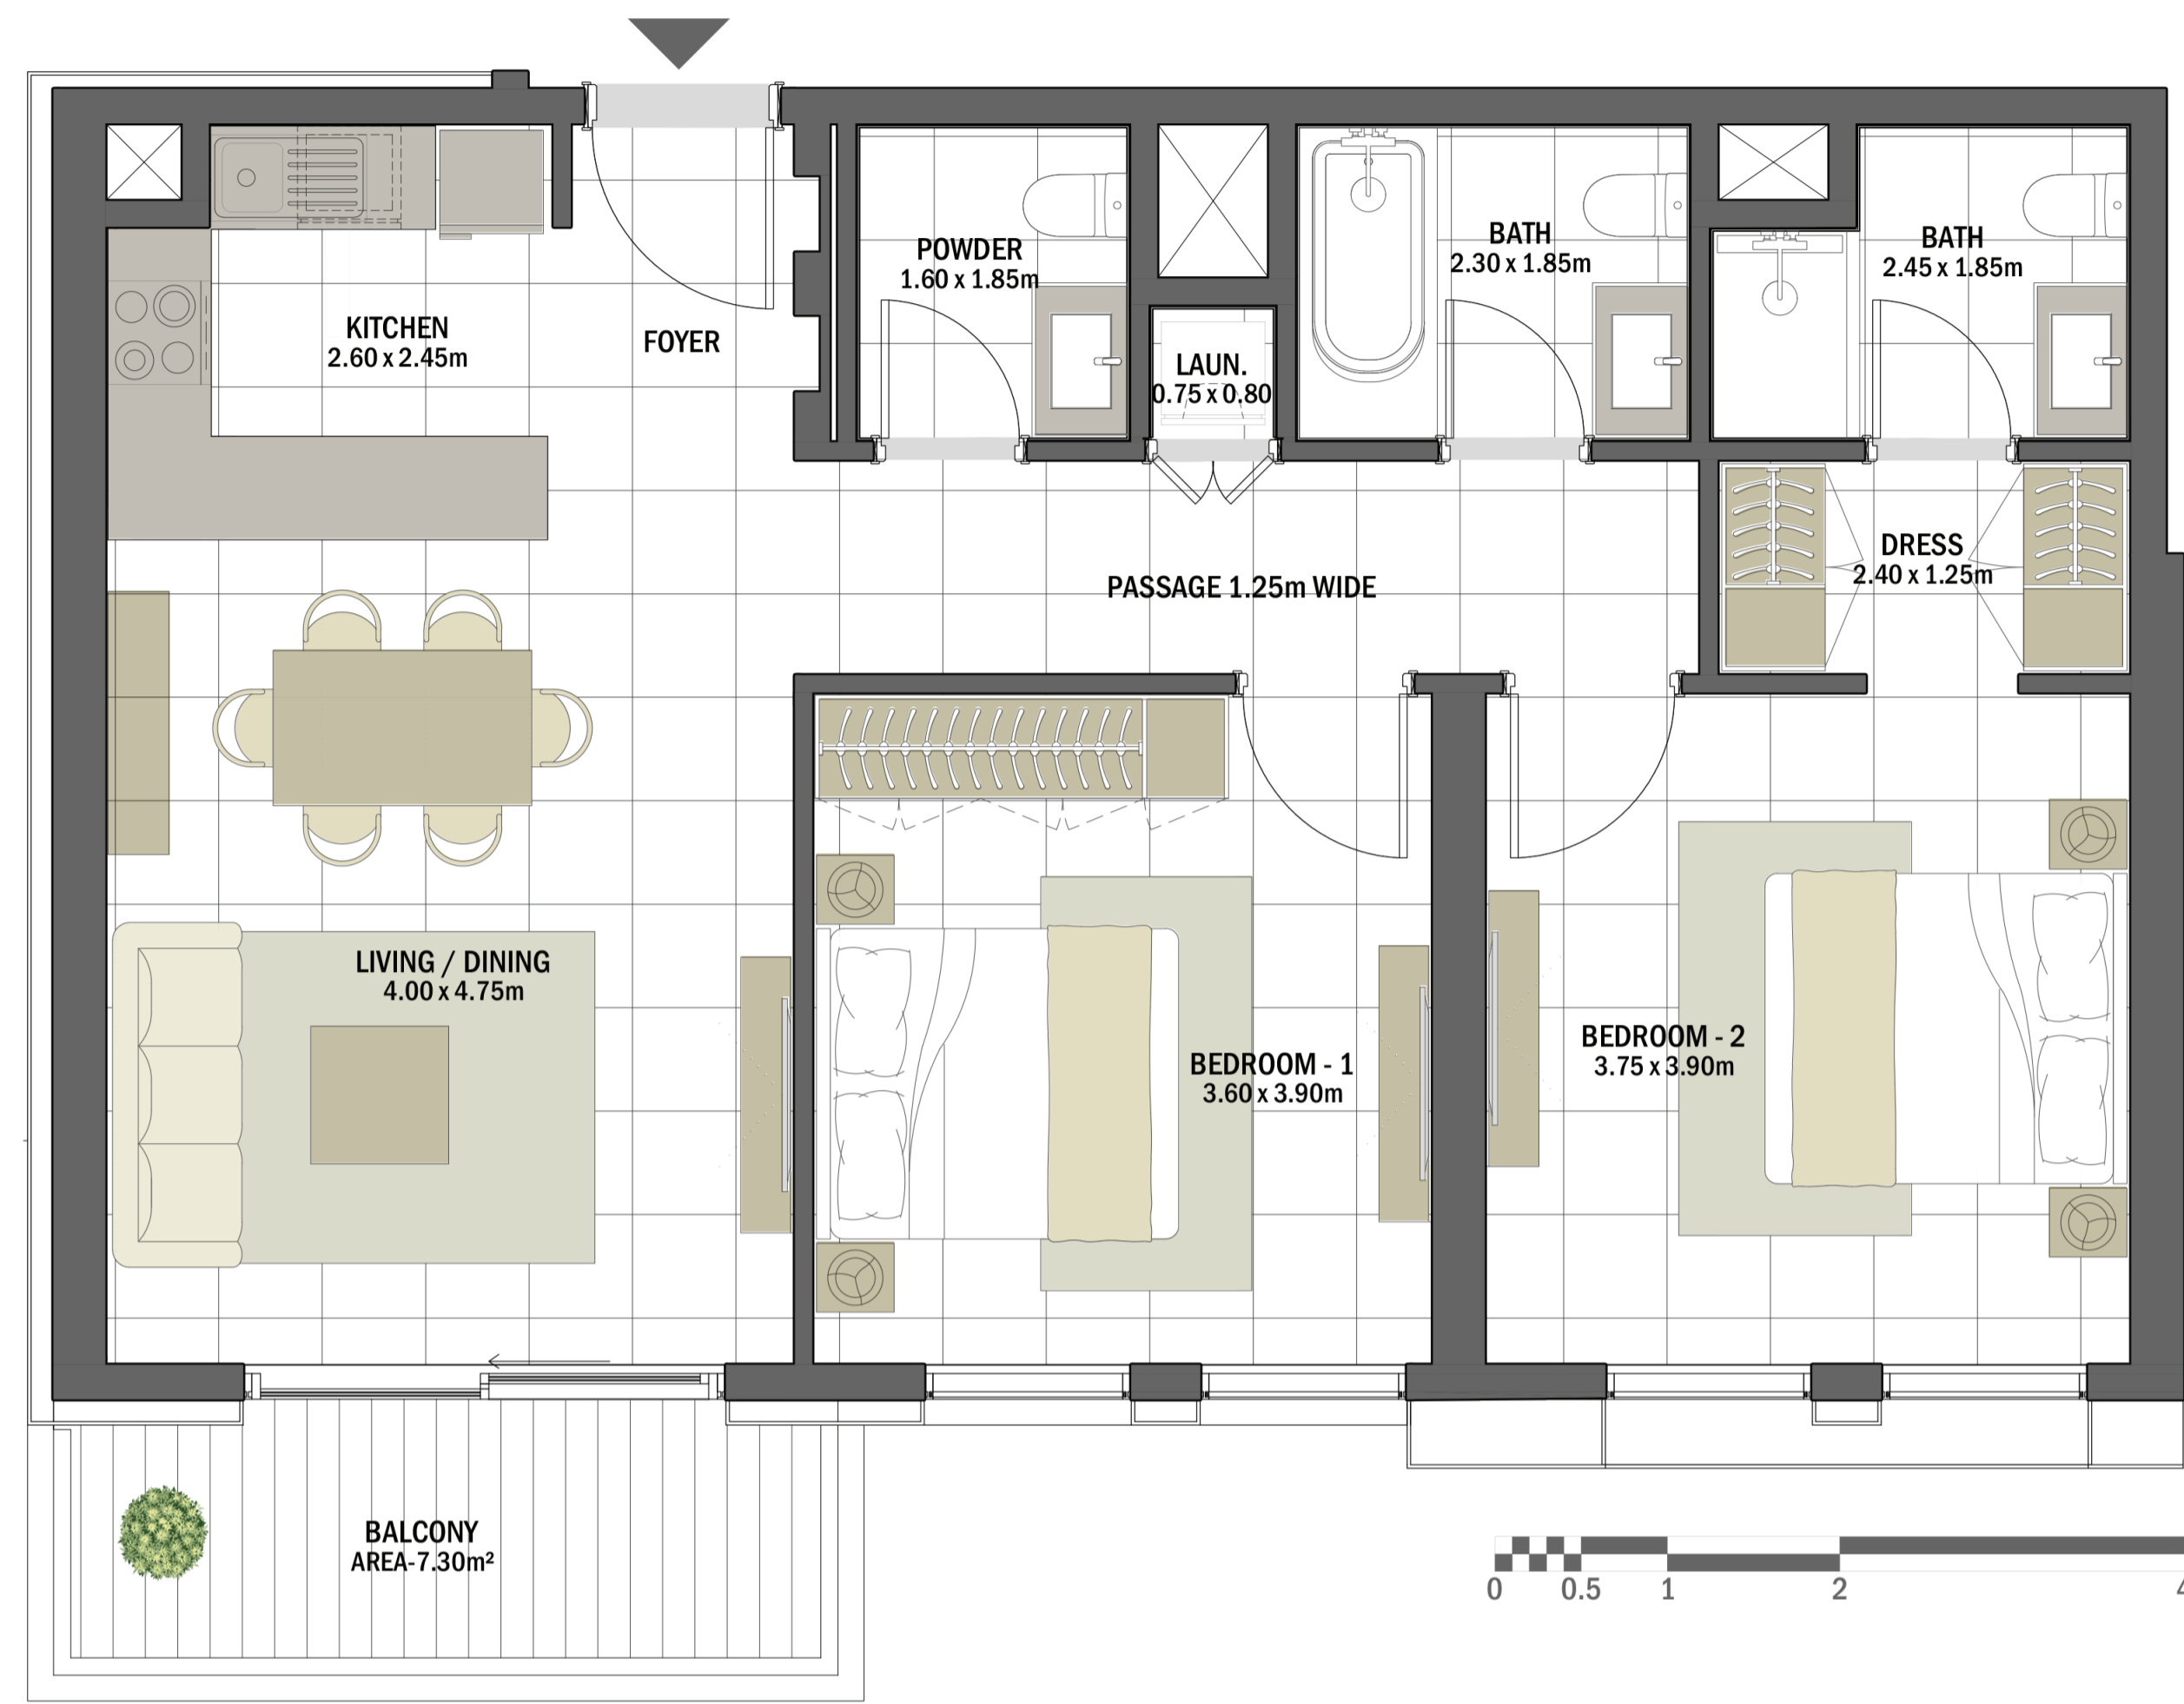 POWDER
1.60 x 1.85m
BATH
2.30 x 1.85m
BATH
2.45 x 1.85m
KITCHEN
2.60 x 2.45m
FOYER
LAUN.
0.75 x 0.80
DRESS
2.40 x 1.25m
PASSAGE 1.25m WIDE
LIVING / DINING
4.00 x 4.75m
BEDROOM - 1
3.60 x 3.90m
BEDROOM - 2
3.75 x 3.90m
BALCONY
AREA-7.30m²
0 0.5 1 2